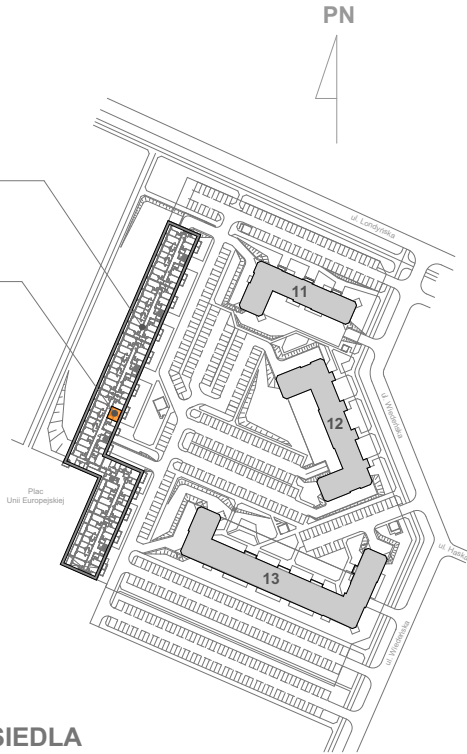 PN
ul. Londyńska
11
ul. Wiedeńska
12
Plac
Unii Europejskiej
ul. Haska
13
ul. Wiedeńska
SIEDLA